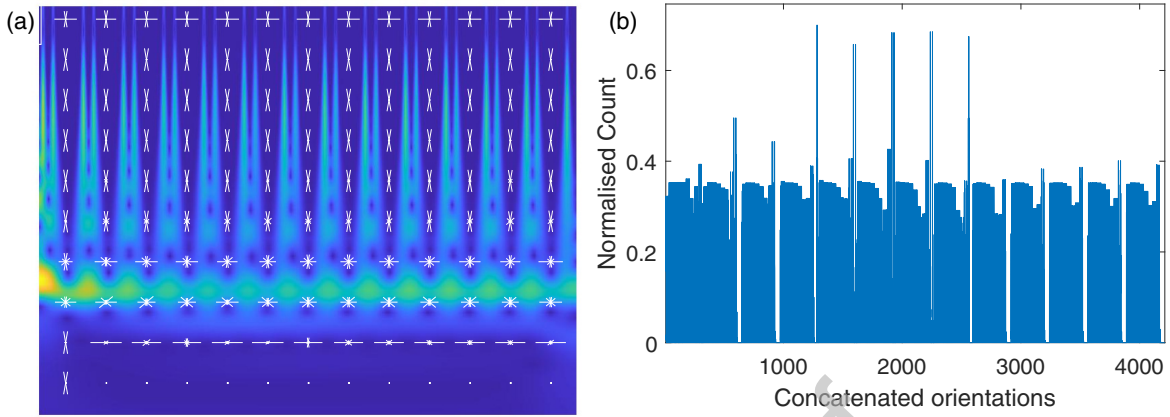 (a)
(b)
Normalised Count
0.6
0.4
0.2
0
1000 2000 3000 4000
Concatenated orientations